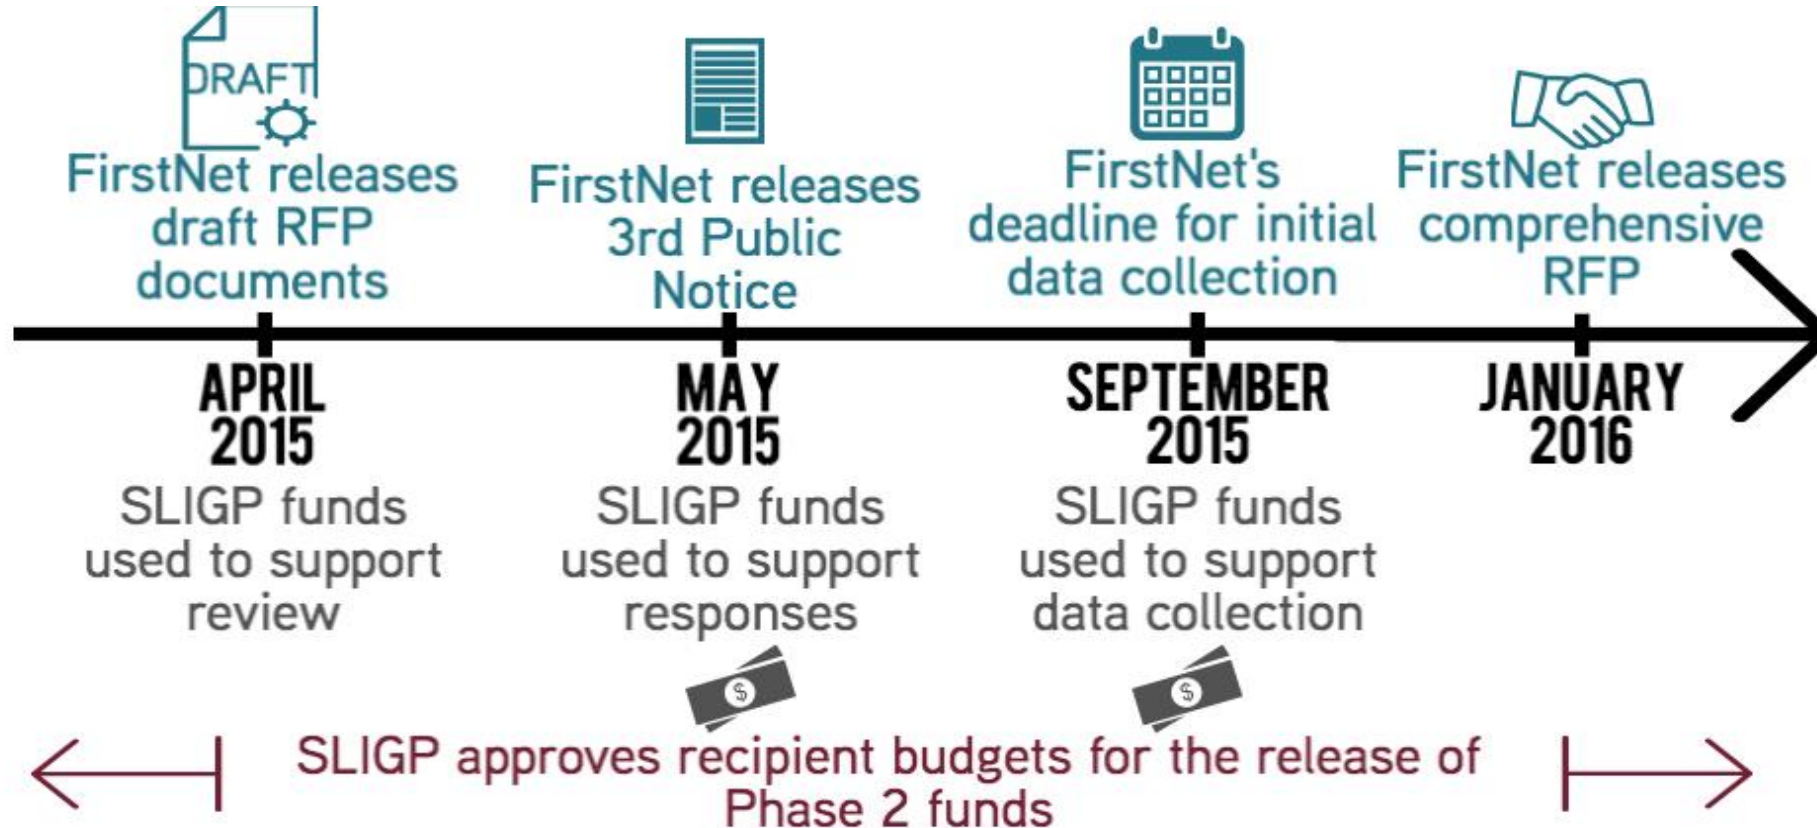 DRAFT
FirstNet releases
draft RFP
documents
FirstNet releases
3rd Public
Notice
FirstNet's
deadline for initial
data collection
FirstNet releases
comprehensive
RFP
APRIL
2015
MAY
2015
SEPTEMBER
2015
JANUARY
2016
SLIGP funds
used to support
review
SLIGP funds
used to support
responses
SLIGP funds
used to support
data collection
$
$
SLIGP approves recipient budgets for the release of
Phase 2 funds